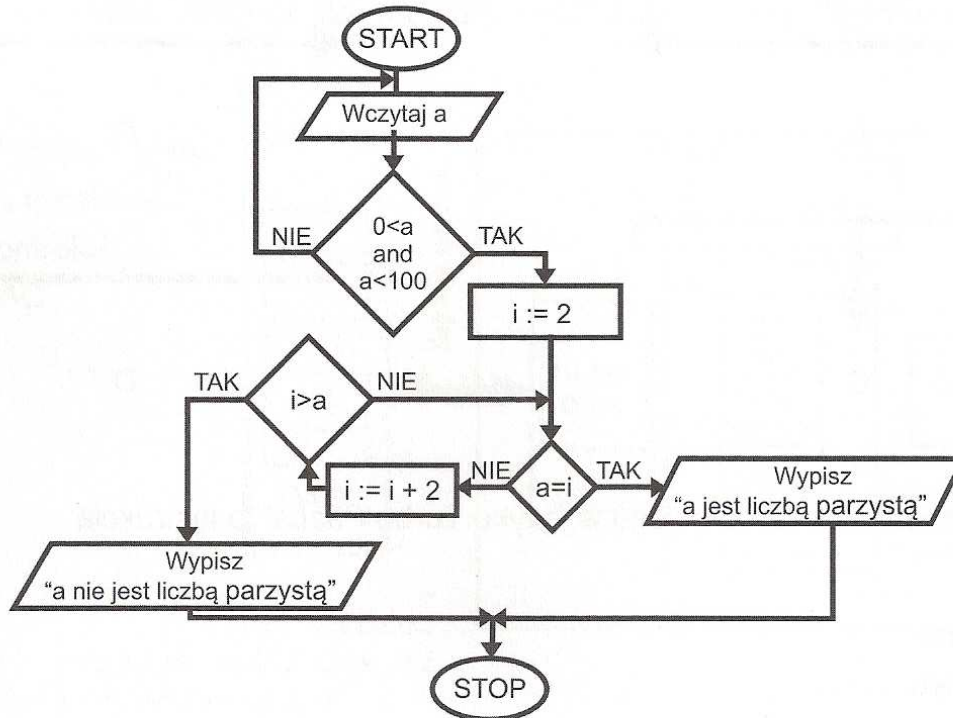 START
Wczytaj a
0<a
and
a<100
NIE
TAK
i := 2
TAK
i>a
NIE
i := i + 2
NIE
a=i
TAK
Wypisz
“a jest liczbą parzystą”
Wypisz
“a nie jest liczbą parzystą”
STOP